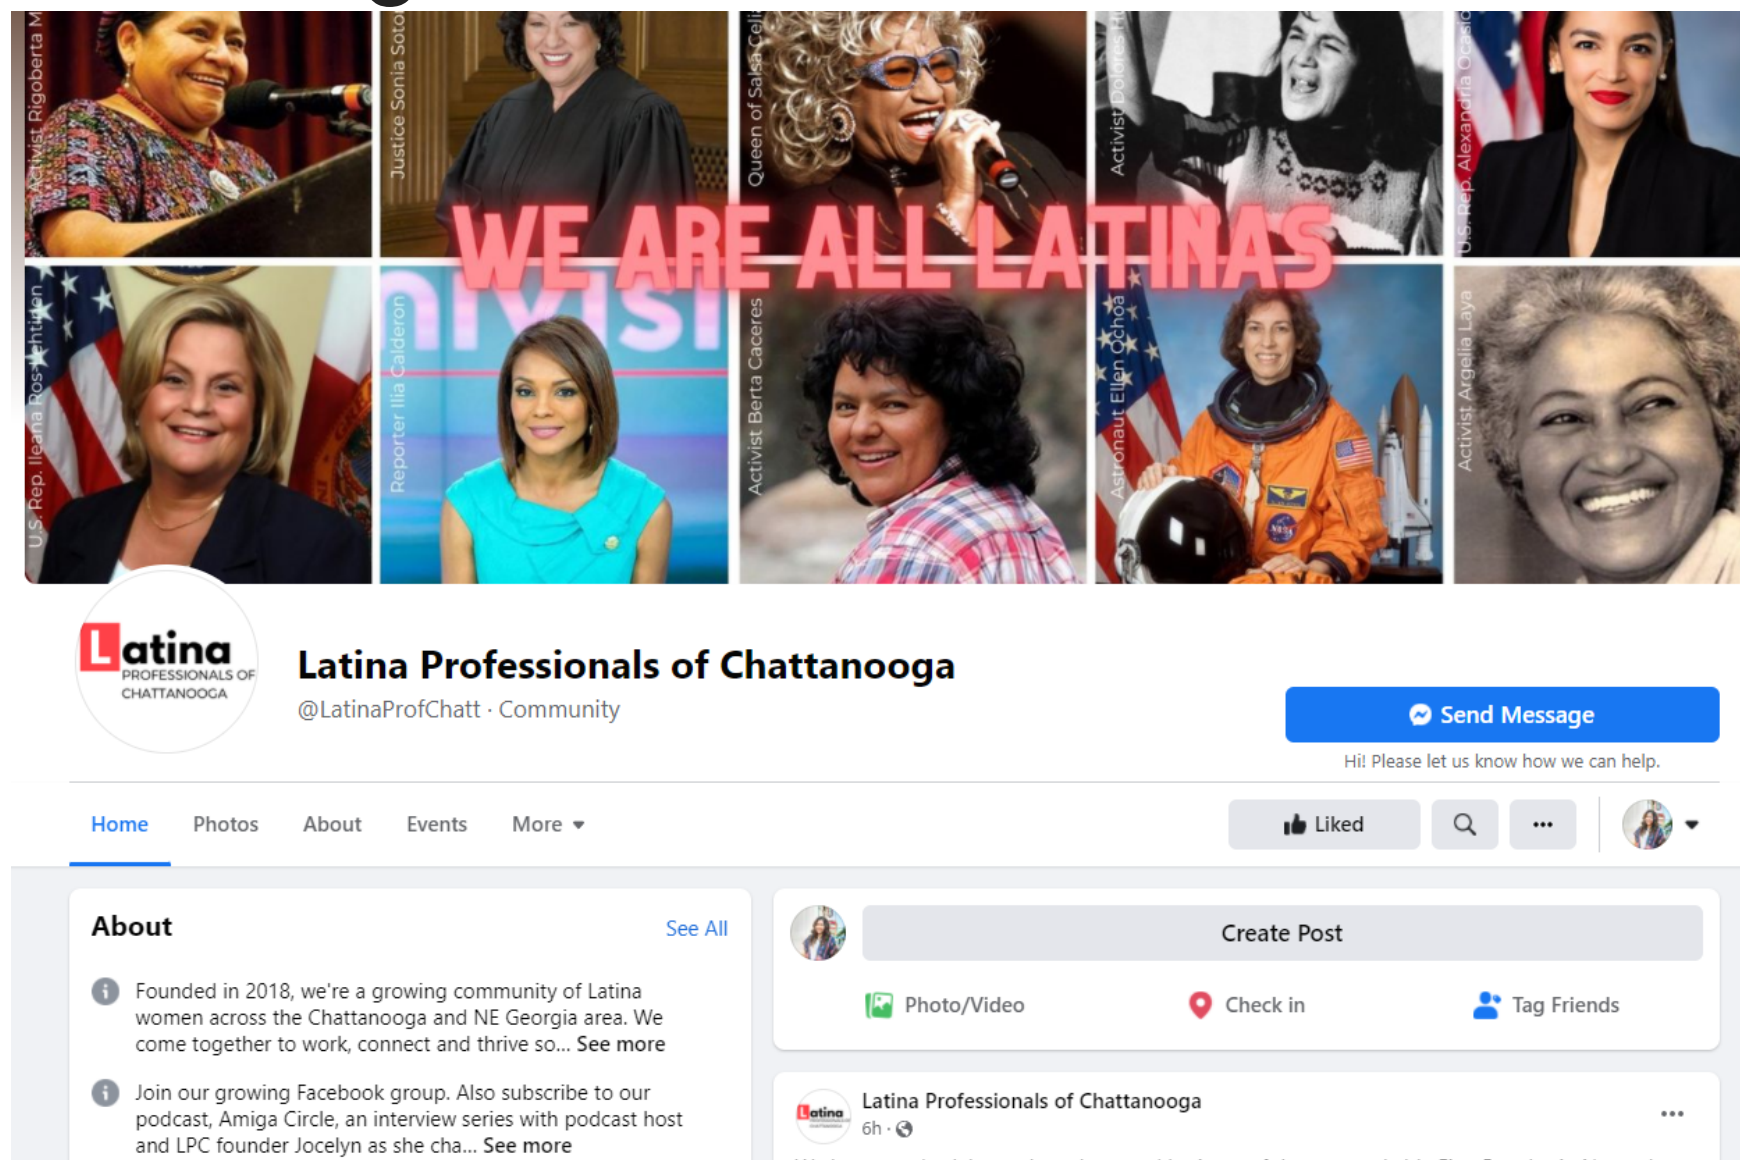 Activist Rigoberta M
Justice Sonia Soto
Queen of Salsa Celia
Activist Dolores H
U.S. Rep. Alexandria Ocasio
WE ARE ALL LATINAS
U.S. Rep. Ileana Ros-Lehtinen
Reporter Ilia Calderon
NIVISI
Activist Berta Caceres
Astronaut Ellen Ochoa
NASA
Activist Argelia Laya
Latina
PROFESSIONALS OF
CHATTANOOGA
Latina Professionals of Chattanooga
@LatinaProfChatt · Community
Send Message
Hi! Please let us know how we can help.
Home Photos About Events More
Liked
About See All
Create Post
Founded in 2018, we're a growing community of Latina
women across the Chattanooga and NE Georgia area. We
come together to work, connect and thrive so... See more
Photo/Video Check in Tag Friends
Join our growing Facebook group. Also subscribe to our
podcast, Amiga Circle, an interview series with podcast host
and LPC founder Jocelyn as she cha... See more
Latina
Latina Professionals of Chattanooga
6h ·